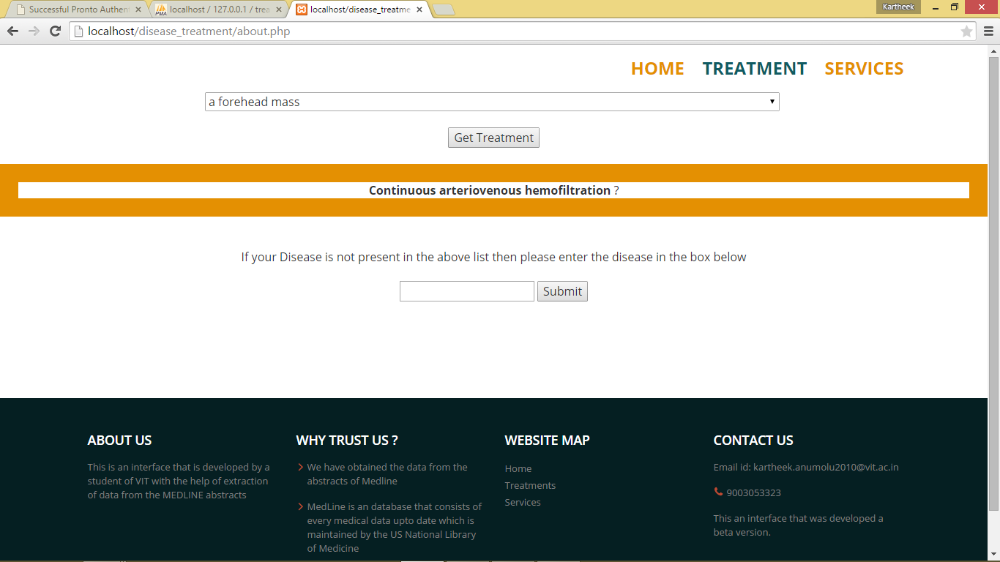 Successful Pronto Authent
localhost / 127.0.0.1 / trea
localhost/disease_treatme
Kartheek
localhost/disease_treatment/about.php
HOME TREATMENT SERVICES
a forehead mass
Get Treatment
Continuous arteriovenous hemofiltration ?
If your Disease is not present in the above list then please enter the disease in the box below
Submit
ABOUT US
This is an interface that is developed by a
student of VIT with the help of extraction
of data from the MEDLINE abstracts
WHY TRUST US ?
We have obtained the data from the
abstracts of Medline
MedLine is an database that consists of
every medical data upto date which is
maintained by the US National Library
of Medicine
WEBSITE MAP
Home
Treatments
Services
CONTACT US
Email id: kartheek.anumolu2010@vit.ac.in
9003053323
This an interface that was developed a
beta version.